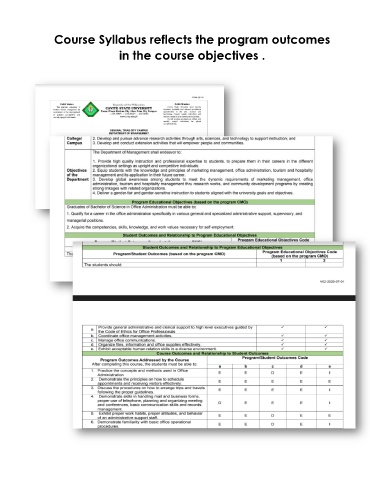 Course Syllabus reflects the program outcomes
in the course objectives .
CAVITE STATE UNIVERSITY
DEPARTMENT OF MANAGEMENT
College/
Campus
2. Develop and pursue advance research activities through arts, sciences, and technology to support instruction; and
3. Develop and conduct extension activities that will empower people and communities.
Objectives
of the
Department
The Department of Management shall endeavor to:
1. Provide high quality instruction and professional expertise to students, to prepare them in their career in the different
organizational settings as upright and competitive individuals
2. Equip students with the knowledge and principles of marketing management, office administration, tourism and hospitality
management and its application in their future career.
3. Develop global awareness among students to meet the dynamic requirements of marketing management, office
administration, tourism and hospitality management thru research works, and community development programs by creating
strong linkages with related organizations.
4. Deliver a gender-fair and gender-sensitive instruction to students aligned with the university goals and objectives.
Program Educational Objectives (based on the program CMO)
Graduates of Bachelor of Science in Office Administration must be able to:
1. Qualify for a career in the office administration specifically in various general and specialized administrative support, supervisory, and
managerial positions.
2. Acquire the competencies, skills, knowledge, and work values necessary for self employment
Student Outcomes and Relationship to Program Educational Objectives
Program Educational Objectives Code
Student Outcomes and Relationship to Program Educational Objectives
Program/Student Outcomes (based on the program CMO)
Program Educational Objectives Code
(based on the program CMO)
1 2
The students should:
a. Provide general administrative and clerical support to high level executives guided by
the Code of Ethics for Office Professionals ✓ ✓
b. Coordinate office management activities. ✓ ✓
c. Manage office communications. ✓ ✓
d. Organize files, information and office supplies effectively. ✓ ✓
e. Exhibit acceptable human relations skills in a diverse environment. ✓ ✓
Course Outcomes and Relationship to Student Outcomes
Program Outcomes Addressed by the Course
After completing this course, the students must be able to:
Program/Student Outcomes Code
a b c d e
1. Practice the concepts and methods used in Office
Administration
2. Demonstrate the principles on how to schedule
appointments and receiving visitors effectively.
3. Discuss the procedures on how to arrange trips and travels
following the proper guidelines.
4. Demonstrate skills in handling mail and business forms,
proper use of telephone, planning and organizing meeting
and conferences, basic communication skills and records
management.
5. Exhibit proper work habits, proper attitudes, and behavior
of an administrative support staff.
6. Demonstrate familiarity with basic office operational
procedures